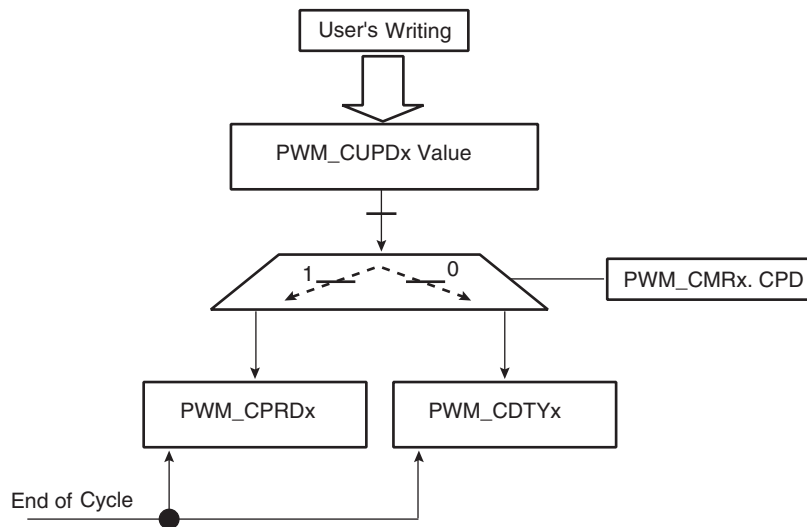 User's Writing
PWM_CUPDx Value
1
0
PWM_CMRx. CPD
PWM_CPRDx
PWM_CDTYx
End of Cycle